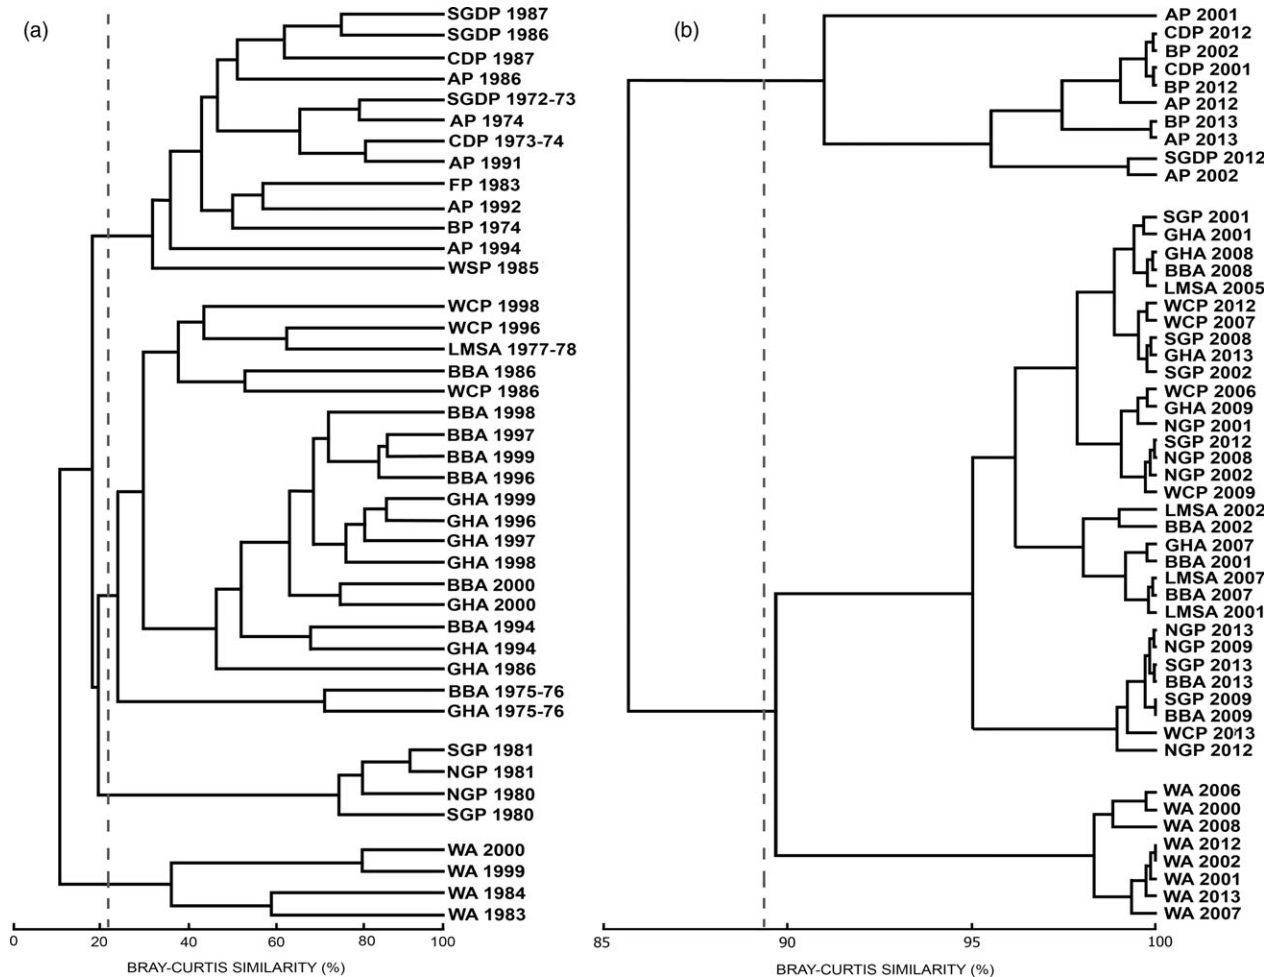 (a)
SGDP 1987
SGDP 1986
CDP 1987
AP 1986
SGDP 1972-73
AP 1974
CDP 1973-74
AP 1991
FP 1983
AP 1992
BP 1974
AP 1994
WSP 1985
WCP 1998
WCP 1996
LMSA 1977-78
BBA 1986
WCP 1986
BBA 1998
BBA 1997
BBA 1999
BBA 1996
GHA 1999
GHA 1996
GHA 1997
GHA 1998
BBA 2000
GHA 2000
BBA 1994
GHA 1994
GHA 1986
BBA 1975-76
GHA 1975-76
SGP 1981
NGP 1981
NGP 1980
SGP 1980
WA 2000
WA 1999
WA 1984
WA 1983
0 20 40 60 80 100
BRAY-CURTIS SIMILARITY (%)
(b)
AP 2001
CDP 2012
BP 2002
CDP 2001
BP 2012
AP 2012
BP 2013
AP 2013
SGDP 2012
AP 2002
SGP 2001
GHA 2001
GHA 2008
BBA 2008
LMSA 2005
WCP 2012
WCP 2007
SGP 2008
GHA 2013
SGP 2002
WCP 2006
GHA 2009
NGP 2001
SGP 2012
NGP 2008
NGP 2002
WCP 2009
LMSA 2002
BBA 2002
GHA 2007
BBA 2001
LMSA 2007
BBA 2007
LMSA 2001
NGP 2013
NGP 2009
SGP 2013
BBA 2013
SGP 2009
BBA 2009
WCP 2013
NGP 2012
WA 2006
WA 2000
WA 2008
WA 2012
WA 2002
WA 2001
WA 2013
WA 2007
85 90 95 100
BRAY-CURTIS SIMILARITY (%)